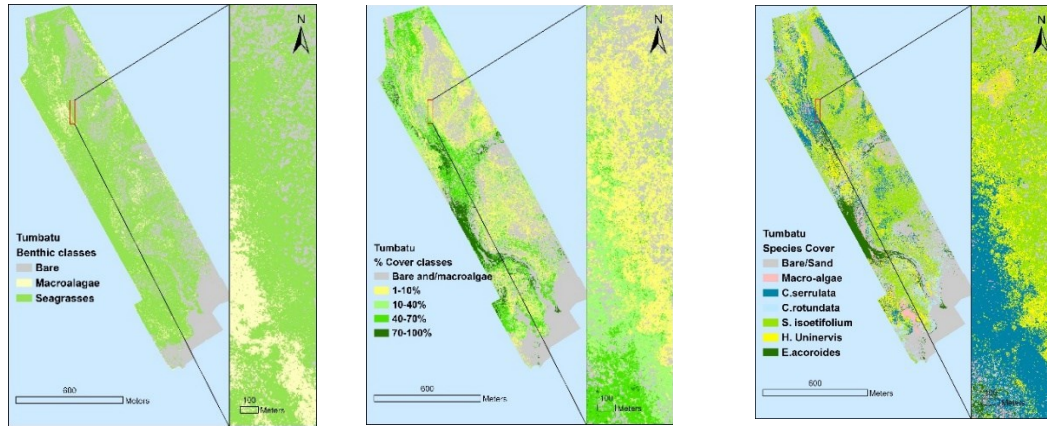 N
Tumbatu
Benthic classes
Bare
Macroalagae
Seagrasses
600
Meters
100
Meters
N
Tumbatu
% Cover classes
Bare and/macroalgae
1-10%
10-40%
40-70%
70-100%
600
Meters
100
Meters
N
Tumbatu
Species Cover
Bare/Sand
Macro-algae
C.serrulata
C.rotundata
S. isoetifolium
H. Uninervis
E.acoroides
600
Meters
100
Meters